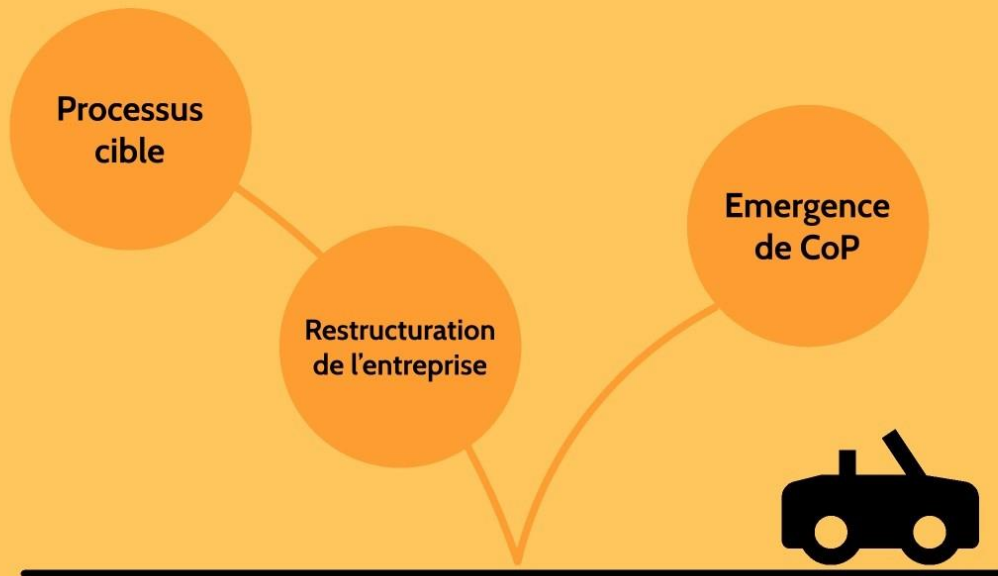 Processus
cible
Restructuration
de l'entreprise
Emergence
de CoP